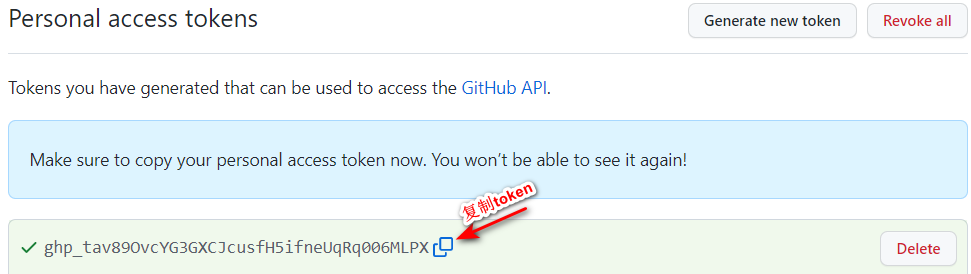 Personal access tokens
Generate new token
Revoke all
Tokens you have generated that can be used to access the GitHub API.
Make sure to copy your personal access token now. You won't be able to see it again!
复制token
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
Delete